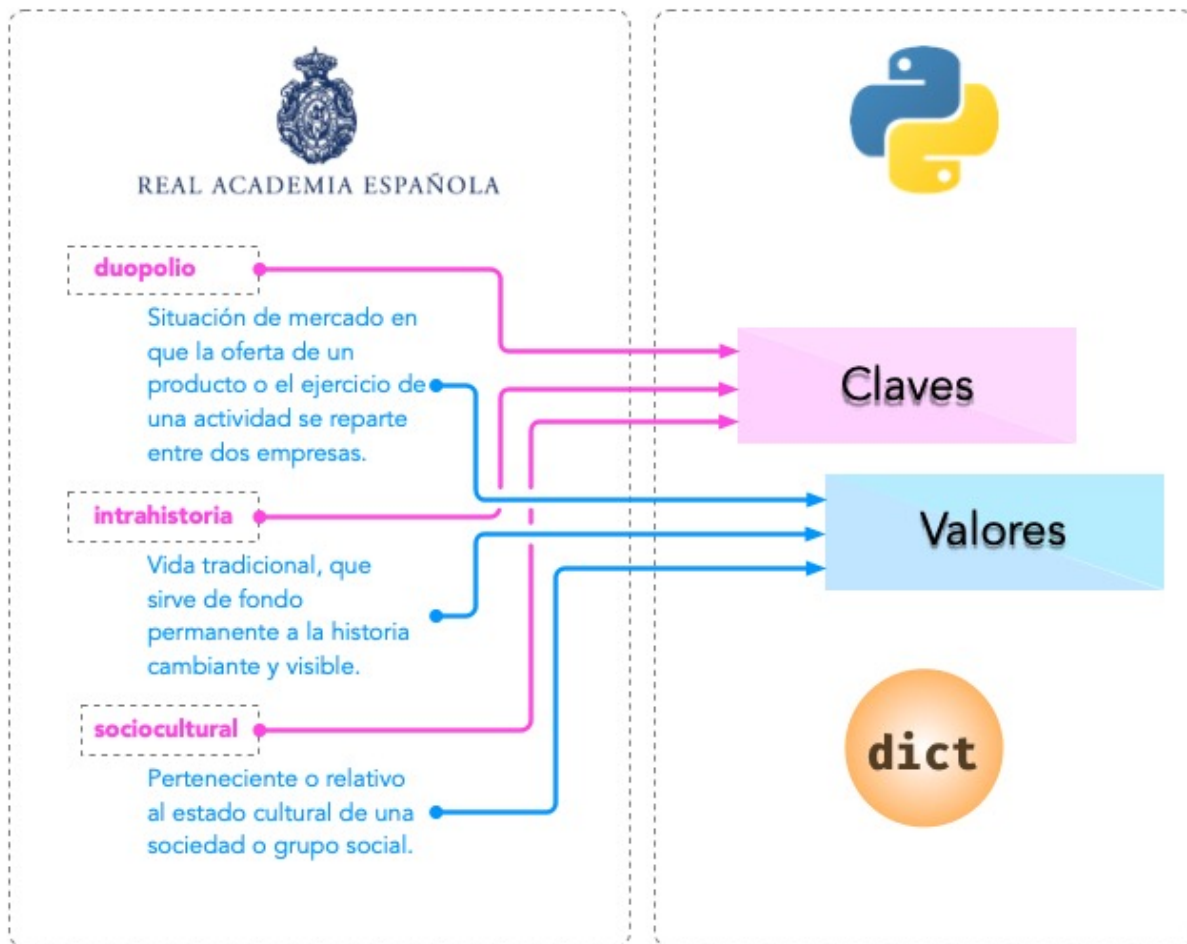 REAL ACADEMIA ESPAÑOLA
duopolio
Situación de mercado en
que la oferta de un
producto o el ejercicio de
una actividad se reparte
entre dos empresas.
intrahistoria
Vida tradicional, que
sirve de fondo
permanente a la historia
cambiante y visible.
sociocultural
Perteneciente o relativo
al estado cultural de una
sociedad o grupo social.
Claves
Valores
dict